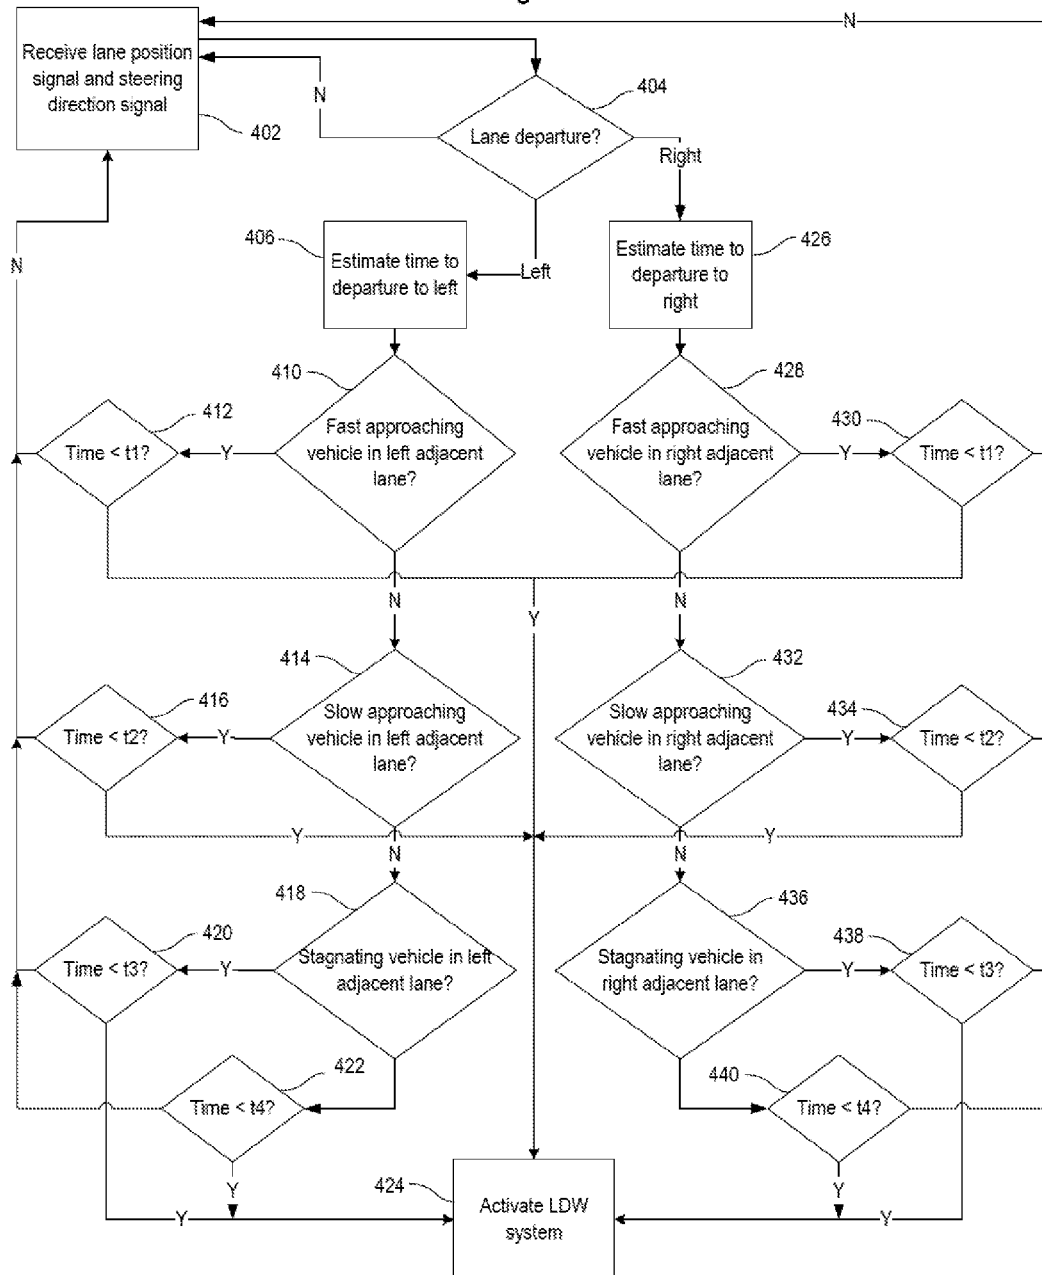 g
N
Receive lane position
signal and steering
direction signal
402
N
404
Lane departure?
Right
406
Estimate time to
departure to left
Left
Estimate time to
departure to
right
426
N
410
428
412
Time < t1?
Y
Fast approaching
vehicle in left adjacent
lane?
Fast approaching
vehicle in right adjacent
lane?
Y
430
Time < t1?
N
Y
N
414
432
416
Time < t2?
Y
Slow approaching
vehicle in left adjacent
lane?
Slow approaching
vehicle in right adjacent
lane?
Y
434
Time < t2?
Y
Y
N
N
418
436
420
Time < t3?
Y
Stagnating vehicle in left
adjacent lane?
Stagnating vehicle in
right adjacent lane?
Y
438
Time < t3?
422
Time < t4?
440
Time < t4?
Y
Y
Y
Y
424
Activate LDW
system